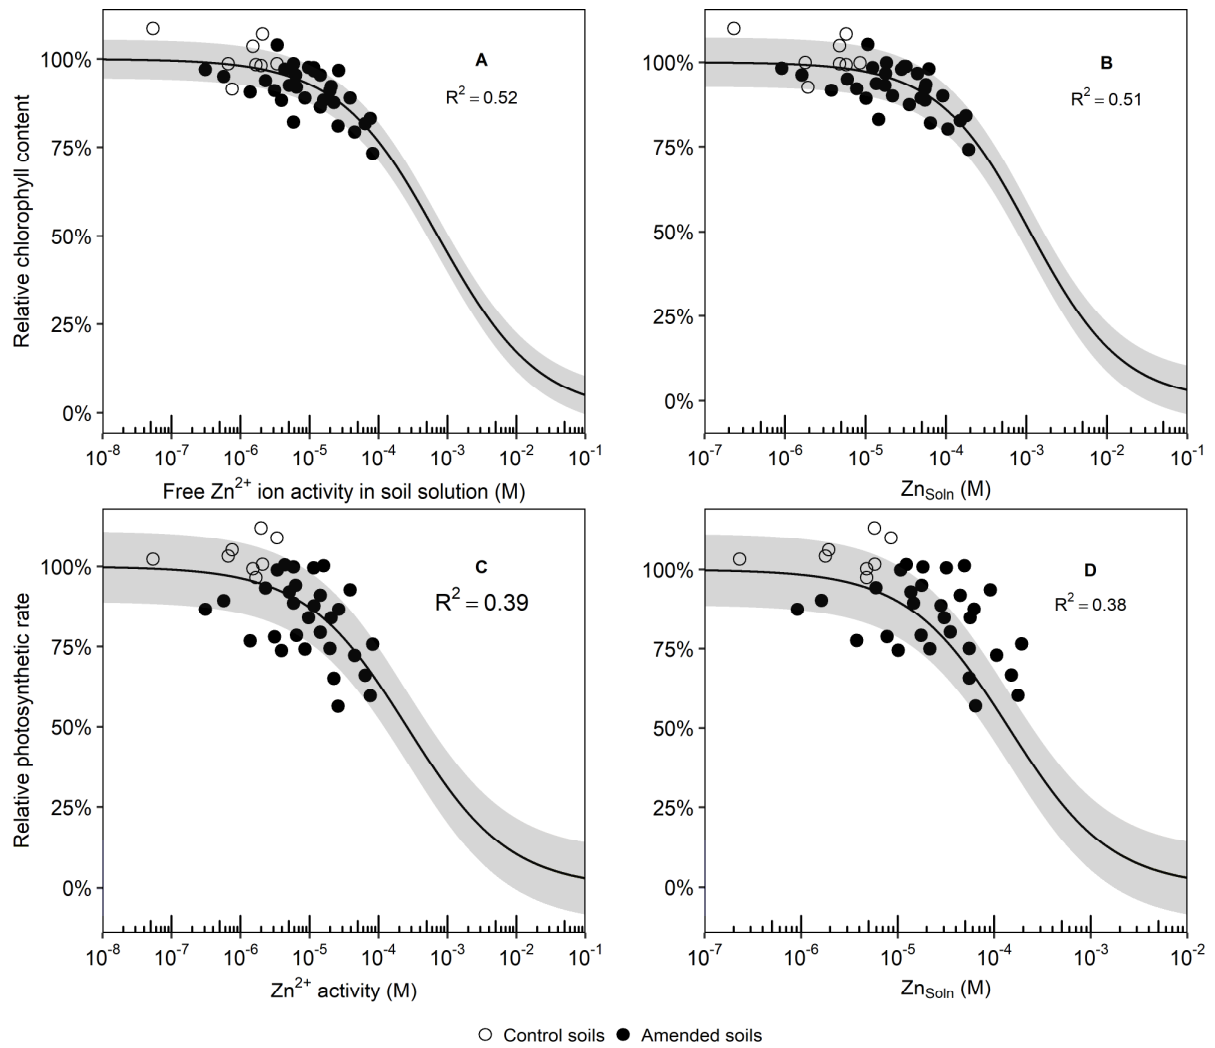 A
R² = 0.52
Relative chlorophyll content
100%
75%
50%
25%
0%
10⁻⁸ 10⁻⁷ 10⁻⁶ 10⁻⁵ 10⁻⁴ 10⁻³ 10⁻² 10⁻¹
Free Zn²⁺ ion activity in soil solution (M)
B
R² = 0.51
100%
75%
50%
25%
0%
10⁻⁷ 10⁻⁶ 10⁻⁵ 10⁻⁴ 10⁻³ 10⁻² 10⁻¹
Zn_Soln (M)
C
R² = 0.39
Relative photosynthetic rate
100%
75%
50%
25%
0%
10⁻⁸ 10⁻⁷ 10⁻⁶ 10⁻⁵ 10⁻⁴ 10⁻³ 10⁻² 10⁻¹
Zn²⁺ activity (M)
D
R² = 0.38
100%
75%
50%
25%
0%
10⁻⁷ 10⁻⁶ 10⁻⁵ 10⁻⁴ 10⁻³ 10⁻²
Zn_Soln (M)
Control soils Amended soils